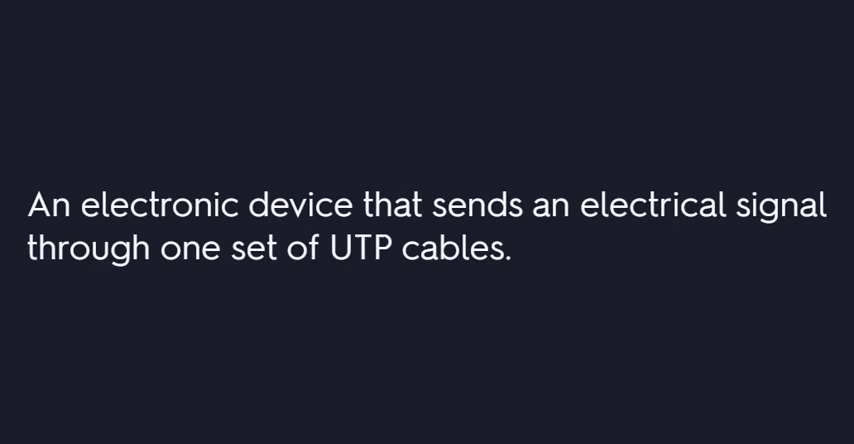 An electronic device that sends an electrical signal
through one set of UTP cables.